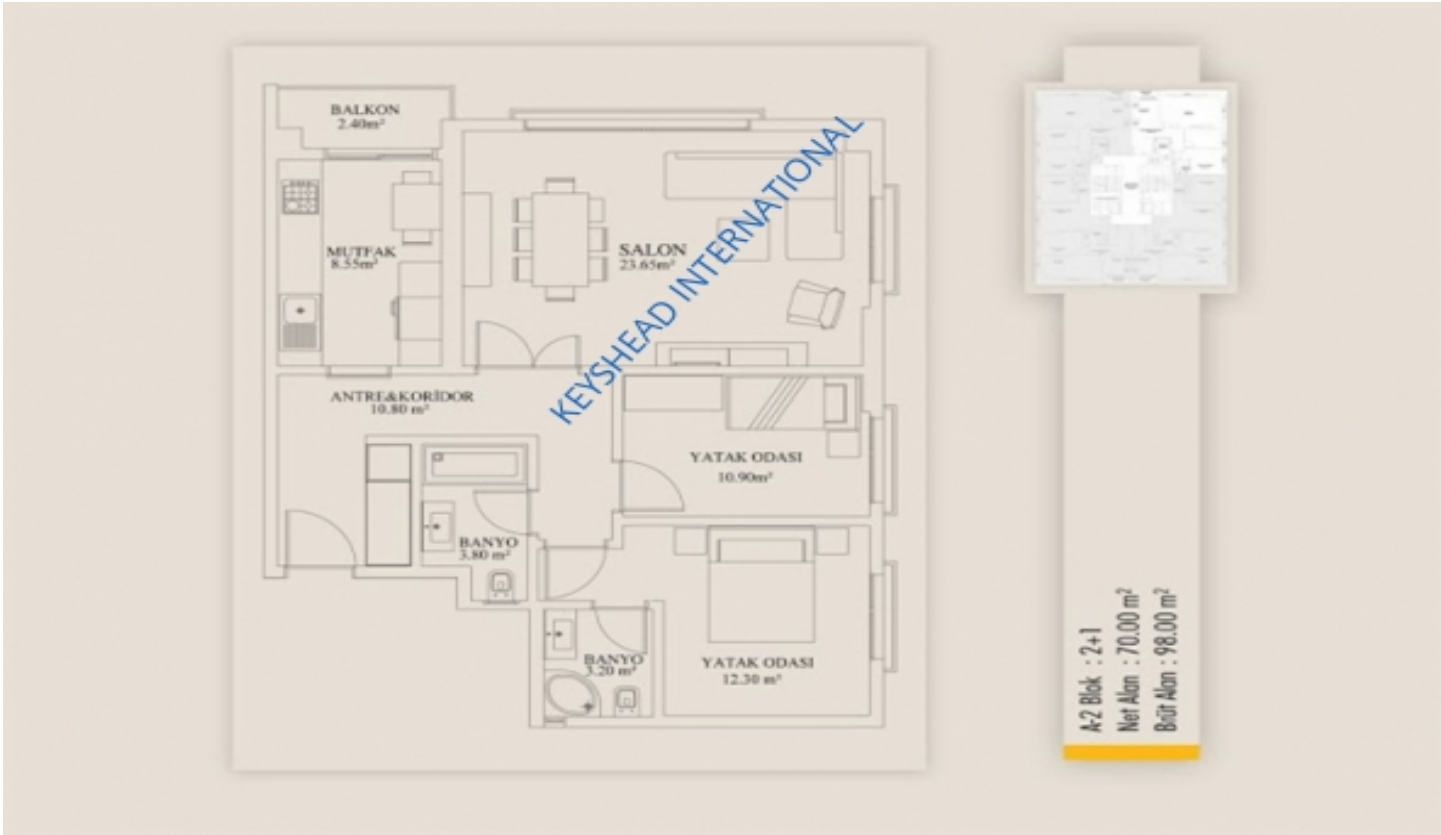 BALKON
2.40m²
MUTFAK
8.55m²
SALON
23.65m²
KEYSHEAD INTERNATIONAL
ANTRE&KORİDOR
10.80 m²
YATAK ODASI
10.90m²
BANYO
3.80 m²
BANYO
3.20 m²
YATAK ODASI
12.30 m²
A-2 Blok : 2+1
Net Alan : 70.00 m²
Brüt Alan : 98.00 m²